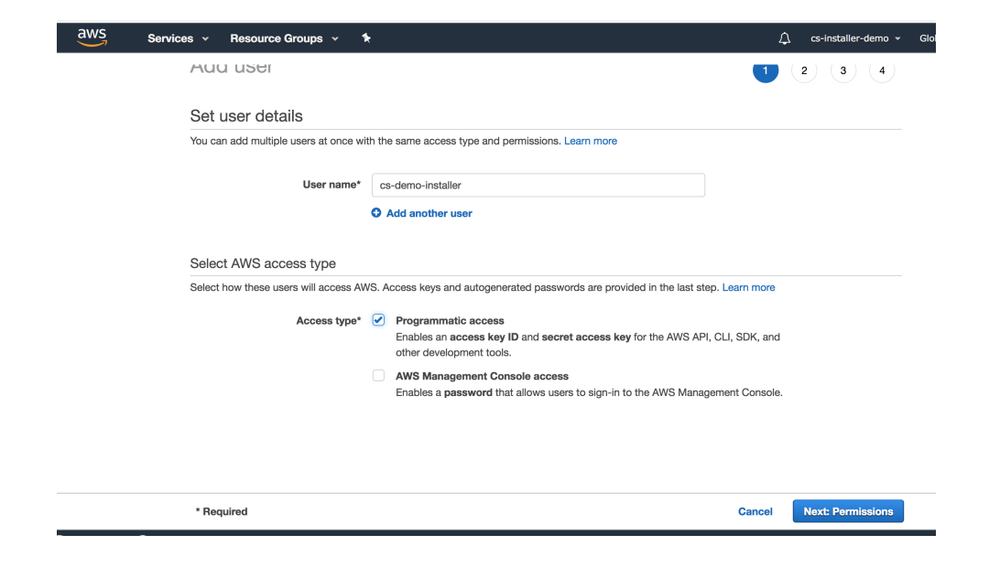 aws Services Resource Groups cs-installer-demo Glo
Add user 1 2 3 4
Set user details
You can add multiple users at once with the same access type and permissions. Learn more
User name* cs-demo-installer
Add another user
Select AWS access type
Select how these users will access AWS. Access keys and autogenerated passwords are provided in the last step. Learn more
Access type* Programmatic access
Enables an access key ID and secret access key for the AWS API, CLI, SDK, and
other development tools.
AWS Management Console access
Enables a password that allows users to sign-in to the AWS Management Console.
* Required Cancel Next: Permissions